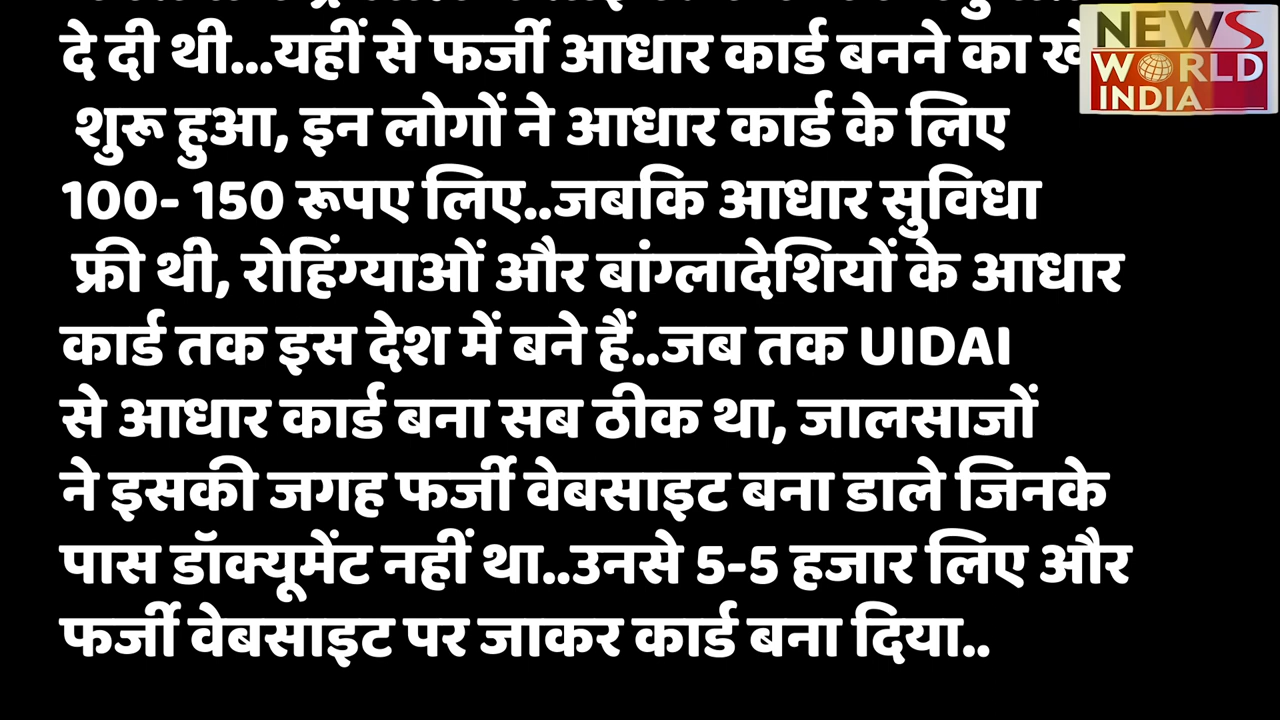 दे दी थी...यहीं से फर्जी आधार कार्ड बनने का
शुरू हुआ, इन लोगों ने आधार कार्ड के लिए
100- 150 रूपए लिए..जबकि आधार सुविधा
फ्री थी, रोहिंग्याओं और बांग्लादेशियों के आधार
कार्ड तक इस देश में बने हैं..जब तक UIDAI
से आधार कार्ड बना सब ठीक था, जालसाजों
ने इसकी जगह फर्जी वेबसाइट बना डाले जिनके
पास डॉक्यूमेंट नहीं था..उनसे 5-5 हजार लिए और
फर्जी वेबसाइट पर जाकर कार्ड बना दिया..
NEWS
WORLD
INDIA